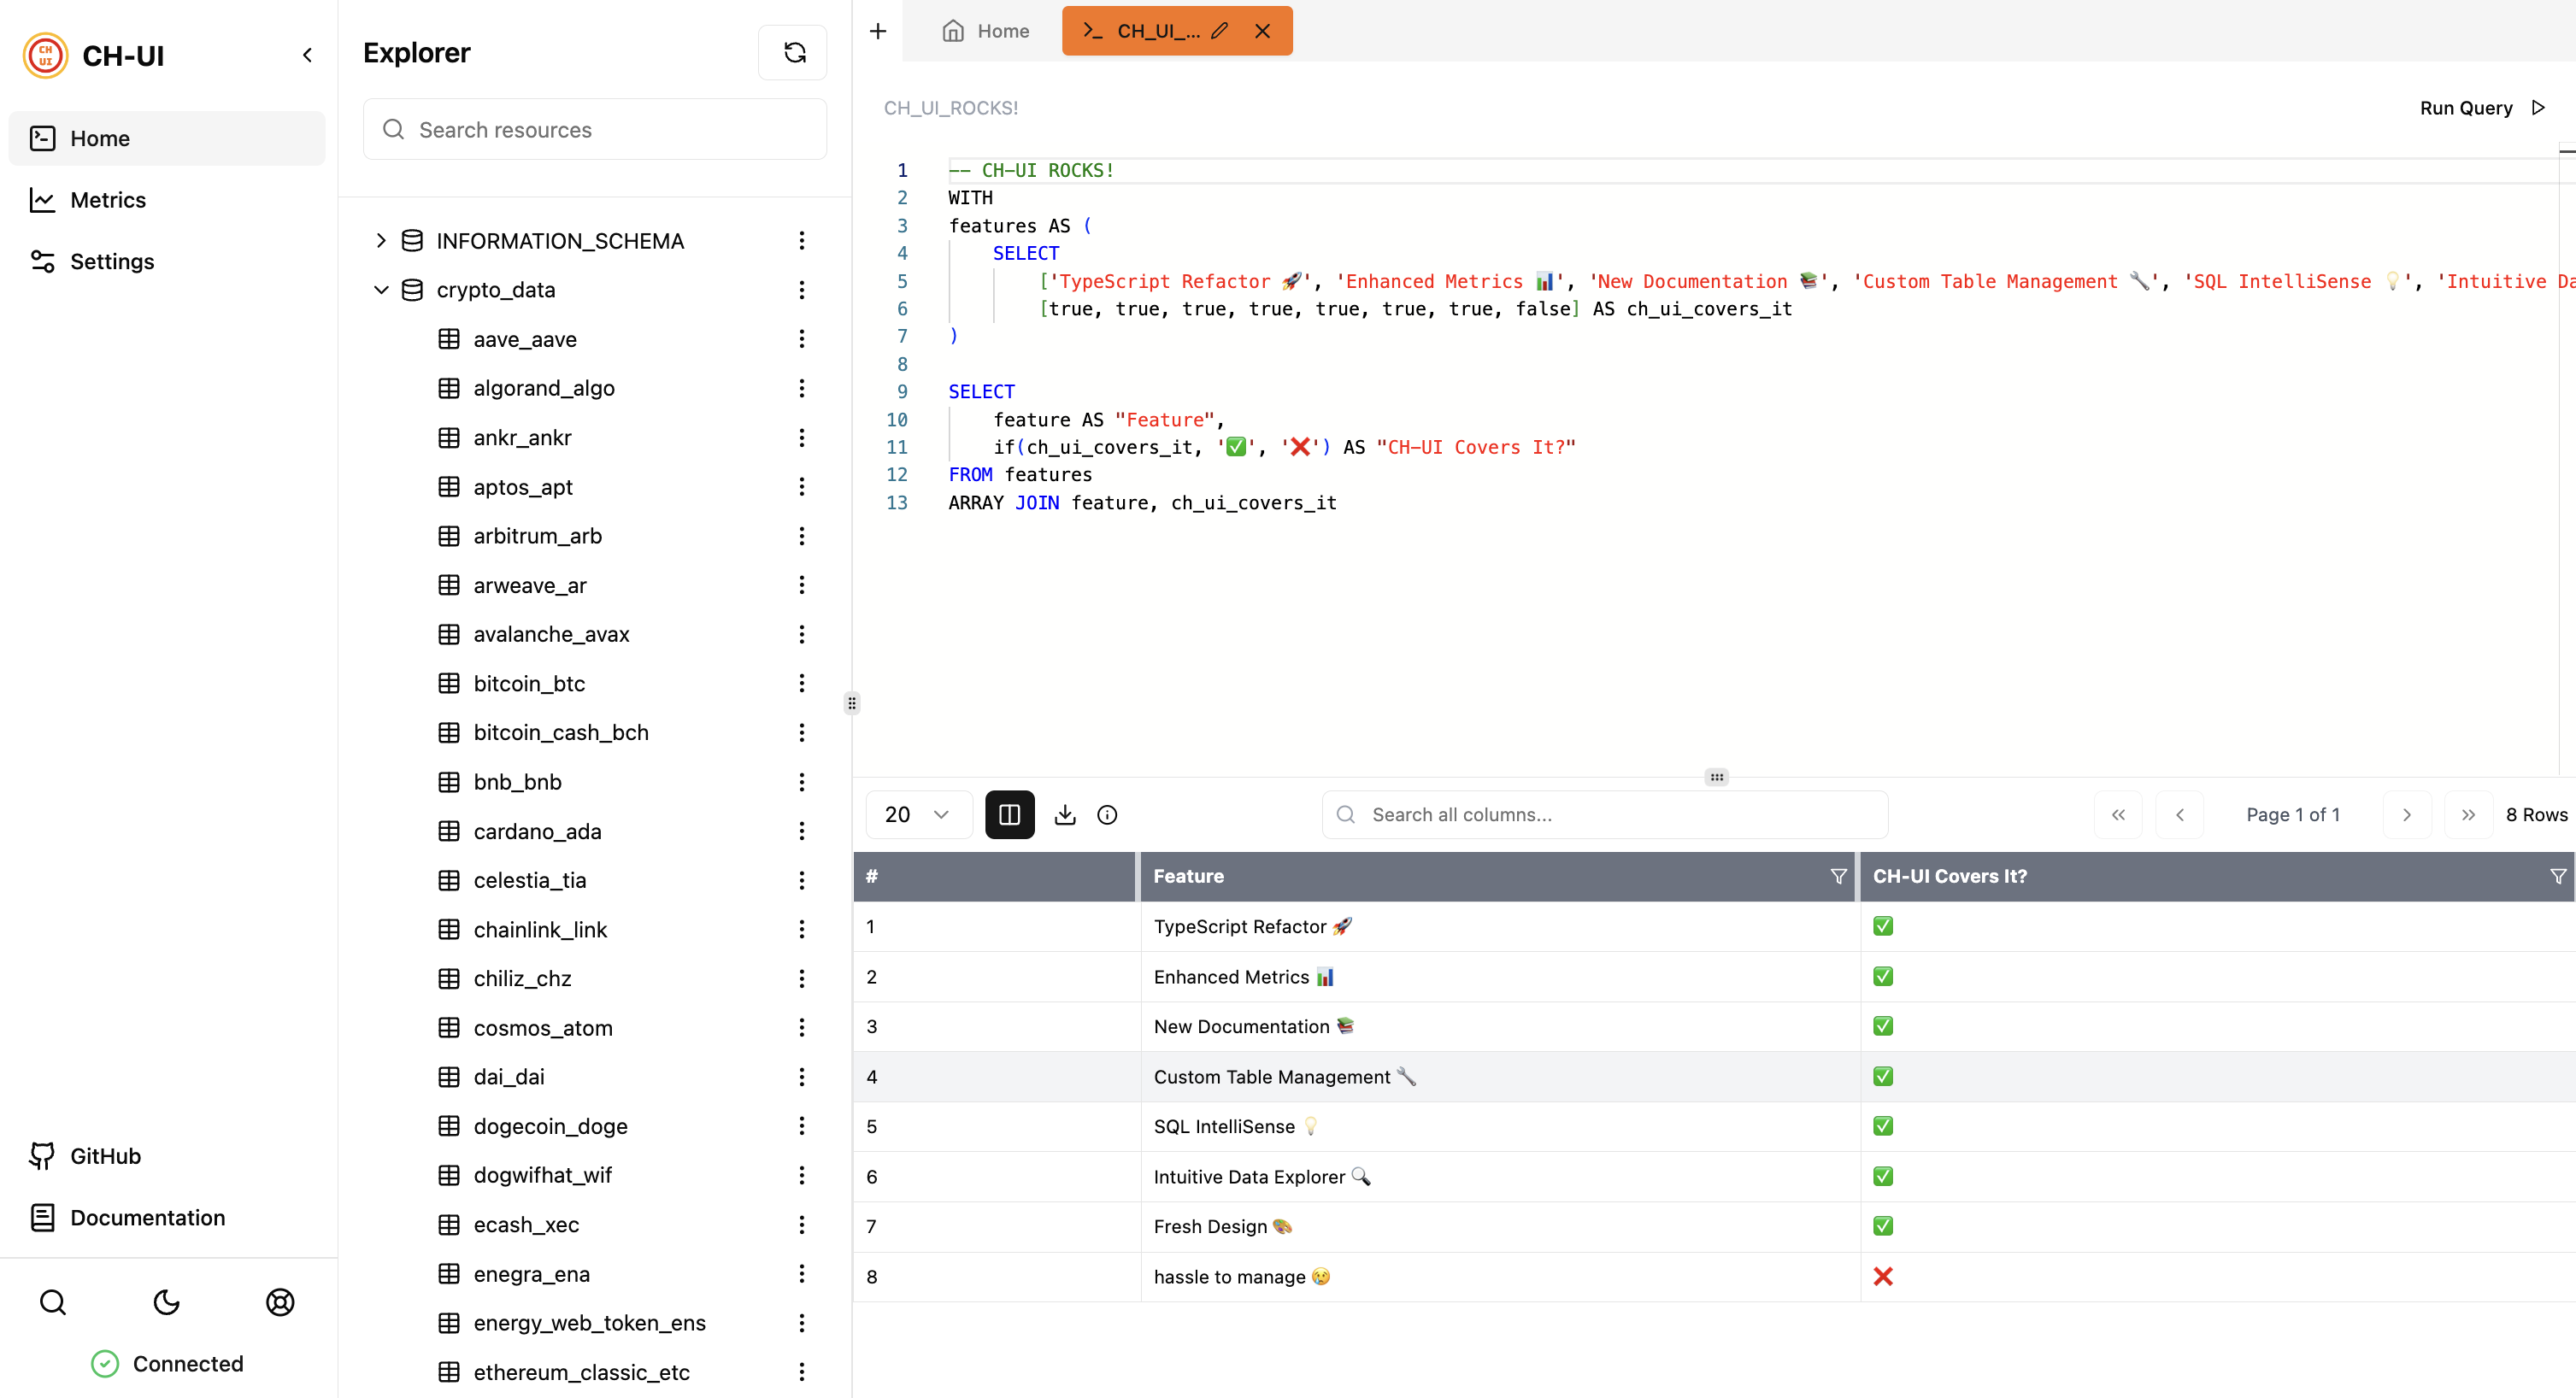 CH UI
CH-UI
Home
Metrics
Settings
GitHub
Documentation
Connected
Explorer
Search resources
INFORMATION_SCHEMA
crypto_data
aave_aave
algorand_algo
ankr_ankr
aptos_apt
arbitrum_arb
arweave_ar
avalanche_avax
bitcoin_btc
bitcoin_cash_bch
bnb_bnb
cardano_ada
celestia_tia
chainlink_link
chiliz_chz
cosmos_atom
dai_dai
dogecoin_doge
dogwifhat_wif
ecash_xec
enegra_ena
energy_web_token_ens
ethereum_classic_etc
Home
CH_UI_...
CH_UI_ROCKS!
Run Query
1 -- CH-UI ROCKS!
2 WITH
3 features AS (
4 SELECT
5 ['TypeScript Refactor 🚀', 'Enhanced Metrics 📊', 'New Documentation 📚', 'Custom Table Management 🔧', 'SQL IntelliSense 💡', 'Intuitive Da
6 [true, true, true, true, true, true, true, false] AS ch_ui_covers_it
7 )
8
9 SELECT
10 feature AS "Feature",
11 if(ch_ui_covers_it, '✅', '❌') AS "CH-UI Covers It?"
12 FROM features
13 ARRAY JOIN feature, ch_ui_covers_it
20
Search all columns...
Page 1 of 1
8 Rows
# Feature CH-UI Covers It?
1 TypeScript Refactor 🚀 ✅
2 Enhanced Metrics 📊 ✅
3 New Documentation 📚 ✅
4 Custom Table Management 🔧 ✅
5 SQL IntelliSense 💡 ✅
6 Intuitive Data Explorer 🔍 ✅
7 Fresh Design 🎨 ✅
8 hassle to manage 😢 ❌